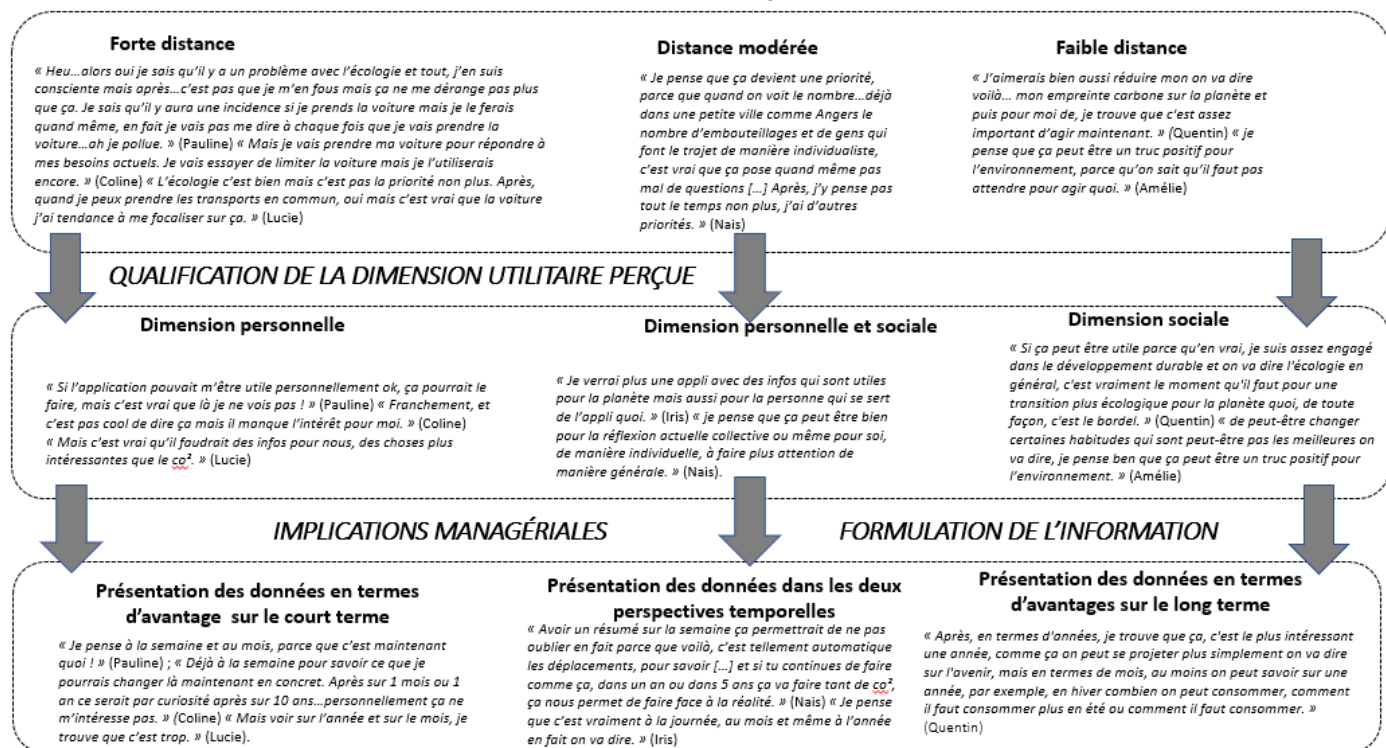 Forte distance
« Heu...alors oui je sais qu'il y a un problème avec l'écologie et tout, j'en suis
consciente mais après...c'est pas que je m'en fous mais ça ne me dérange pas plus
que ça. Je sais qu'il y aura une incidence si je prends la voiture mais je le ferais
quand même, en fait je vais pas me dire à chaque fois que je vais prendre la
voiture...ah je pollue. » (Pauline) « Mais je vais prendre ma voiture pour répondre à
mes besoins actuels. Je vais essayer de limiter la voiture mais je l'utiliserais
encore. » (Coline) « L'écologie c'est bien mais c'est pas la priorité non plus. Après,
quand je peux prendre les transports en commun, oui mais c'est vrai que la voiture
j'ai tendance à me focaliser sur ça. » (Lucie)
Distance modérée
« Je pense que ça devient une priorité,
parce que quand on voit le nombre...déjà
dans une petite ville comme Angers le
nombre d'embouteillages et de gens qui
font le trajet de manière individualiste,
c'est vrai que ça pose quand même pas
mal de questions [...] Après, j'y pense pas
tout le temps non plus, j'ai d'autres
priorités. » (Nais)
Faible distance
« J'aimerais bien aussi réduire mon on va dire
voilà... mon empreinte carbone sur la planète et
puis pour moi de, je trouve que c'est assez
important d'agir maintenant. » (Quentin) « je
pense que ça peut être un truc positif pour
l'environnement, parce qu'on sait qu'il faut pas
attendre pour agir quoi. » (Amélie)
QUALIFICATION DE LA DIMENSION UTILITAIRE PERÇUE
Dimension personnelle
« Si l'application pouvait m'être utile personnellement ok, ça pourrait le
faire, mais c'est vrai que là je ne vois pas ! » (Pauline) « Franchement, et
c'est pas cool de dire ça mais il manque l'intérêt pour moi. » (Coline)
« Mais c'est vrai qu'il faudrait des infos pour nous, des choses plus
intéressantes que le co². » (Lucie)
Dimension personnelle et sociale
« Je verrai plus une appli avec des infos qui sont utiles
pour la planète mais aussi pour la personne qui se sert
de l'appli quoi. » (Iris) « je pense que ça peut être bien
pour la réflexion actuelle collective ou même pour soi,
de manière individuelle, à faire plus attention de
manière générale. » (Nais).
Dimension sociale
« Si ça peut être utile parce qu'en vrai, je suis assez engagé
dans le développement durable et on va dire l'écologie en
général, c'est vraiment le moment qu'il faut pour une
transition plus écologique pour la planète quoi, de toute
façon, c'est le bordel. » (Quentin) « de peut-être changer
certaines habitudes qui sont peut-être pas les meilleures on
va dire, je pense ben que ça peut être un truc positif pour
l'environnement. » (Amélie)
IMPLICATIONS MANAGÉRIALES
FORMULATION DE L'INFORMATION
Présentation des données en termes
d'avantage sur le court terme
« Je pense à la semaine et au mois, parce que c'est maintenant
quoi ! » (Pauline) ; « Déjà à la semaine pour savoir ce que je
pourrais changer là maintenant en concret. Après sur 1 mois ou 1
an ce serait par curiosité après sur 10 ans...personnellement ça ne
m'intéresse pas. » (Coline) « Mais voir sur l'année et sur le mois, je
trouve que c'est trop. » (Lucie).
Présentation des données dans les deux
perspectives temporelles
« Avoir un résumé sur la semaine ça permettrait de ne pas
oublier en fait parce que voilà, c'est tellement automatique
les déplacements, pour savoir [...] et si tu continues de faire
comme ça, dans un an ou dans 5 ans ça va faire tant de co²,
ça nous permet de faire face à la réalité. » (Nais) « Je pense
que c'est vraiment à la journée, au mois et même à l'année
en fait on va dire. » (Iris)
Présentation des données en termes
d'avantages sur le long terme
« Après, en termes d'années, je trouve que ça, c'est le plus intéressant
une année, comme ça on peut se projeter plus simplement on va dire
sur l'avenir, mais en termes de mois, au moins on peut savoir sur une
année, par exemple, en hiver combien on peut consommer, comment
il faut consommer plus en été ou comment il faut consommer. »
(Quentin)